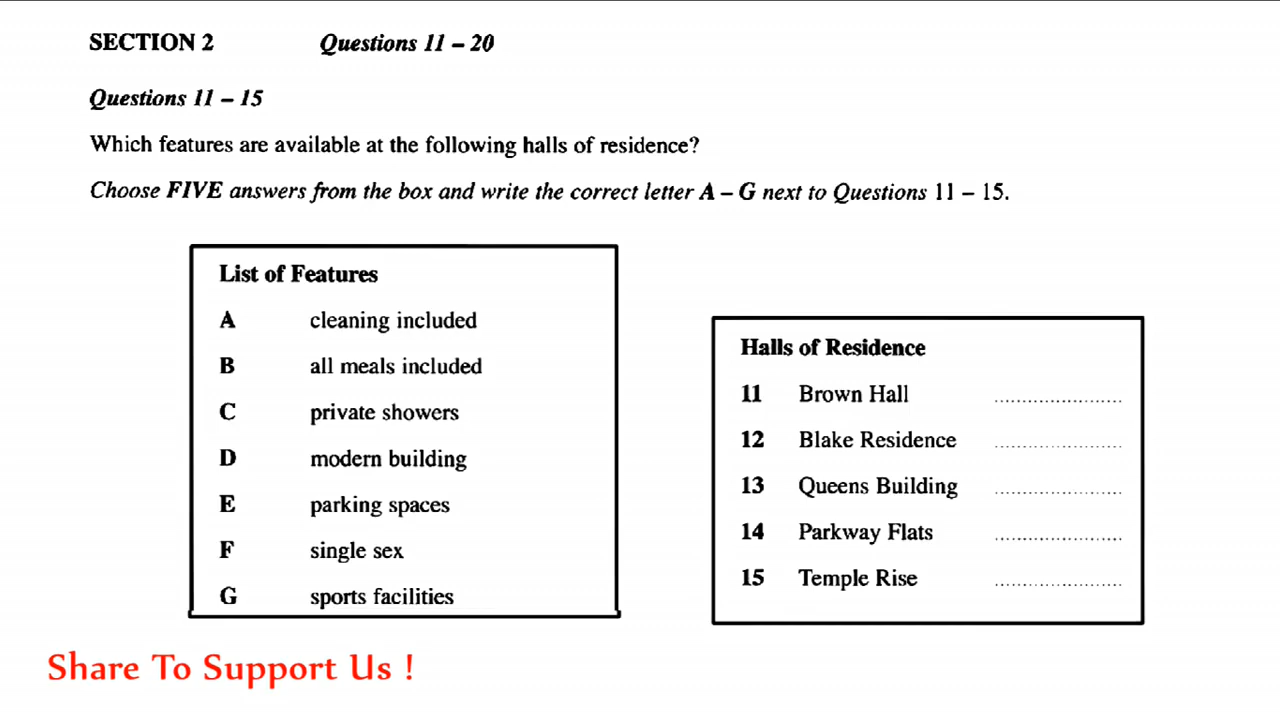 SECTION 2 Questions 11 – 20
Questions 11 – 15
Which features are available at the following halls of residence?
Choose FIVE answers from the box and write the correct letter A – G next to Questions 11 – 15.
List of Features
A cleaning included
B all meals included
C private showers
D modern building
E parking spaces
F single sex
G sports facilities
Halls of Residence
11 Brown Hall ........................
12 Blake Residence ........................
13 Queens Building ........................
14 Parkway Flats ........................
15 Temple Rise ........................
Share To Support Us !